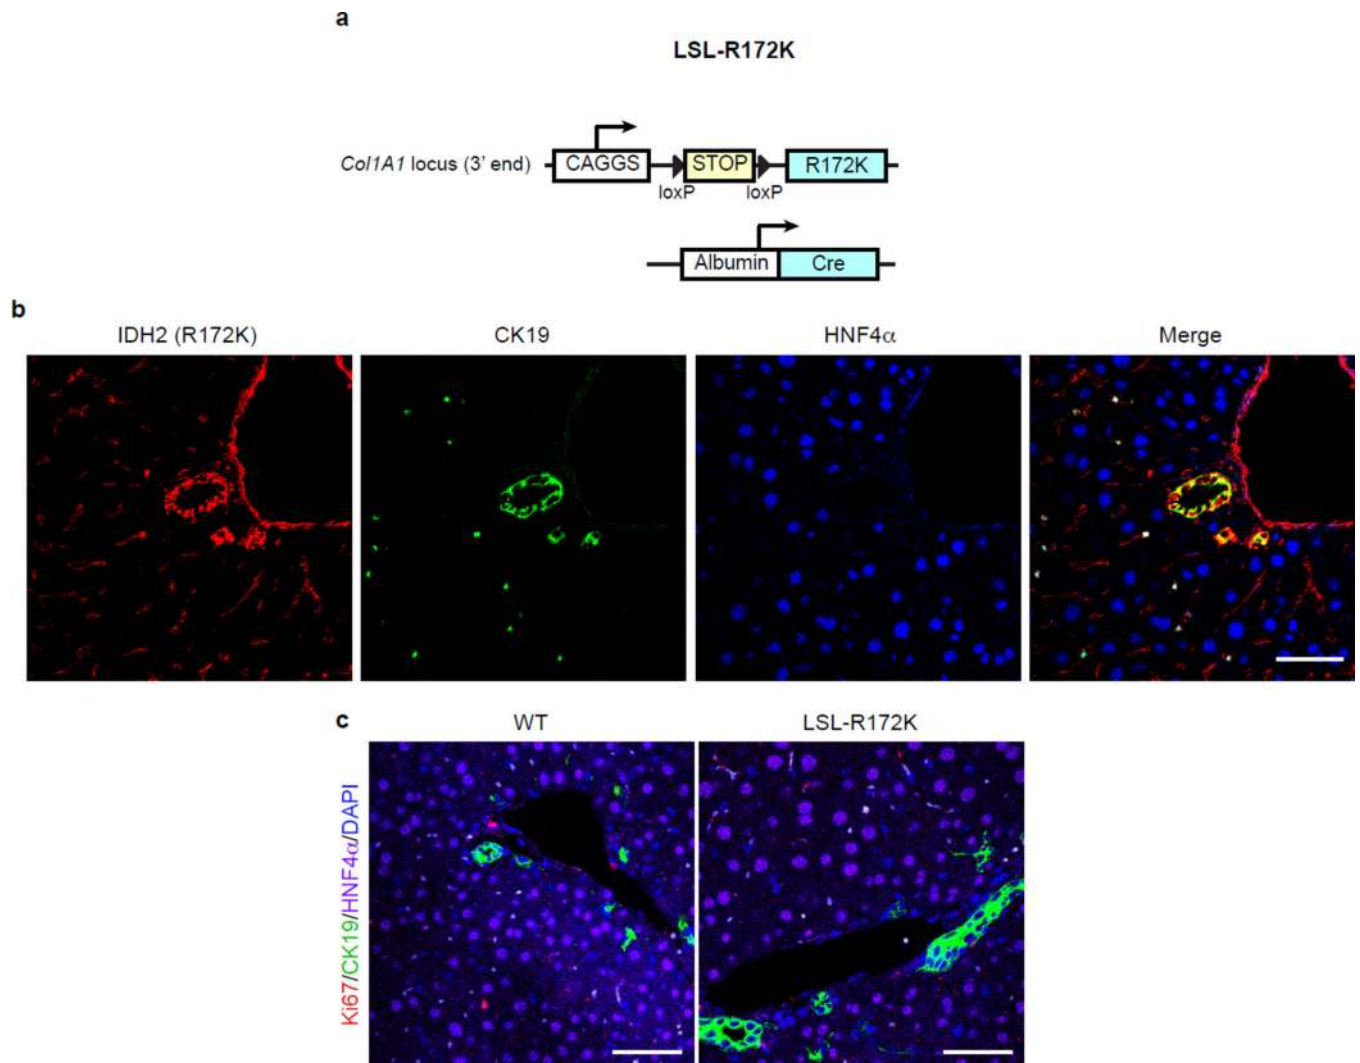 a
LSL-R172K
Col1A1 locus (3' end)
CAGGS
STOP
R172K
loxP
loxP
Albumin
Cre
b
IDH2 (R172K)
CK19
HNF4α
Merge
c
WT
LSL-R172K
Ki67/CK19/HNF4α/DAPI